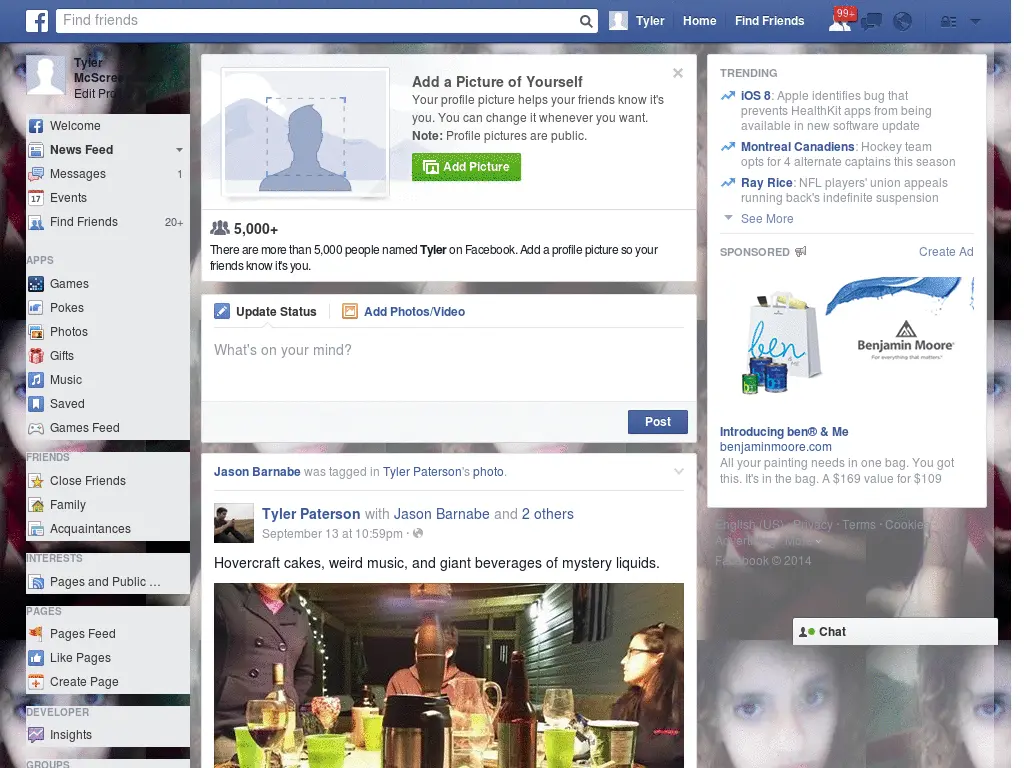 Find friends
Tyler
Home
Find Friends
99+
Tyler
McScree
Edit Pro
Welcome
News Feed
Messages 1
17 Events
Find Friends 20+
APPS
Games
Pokes
Photos
Gifts
Music
Saved
Games Feed
FRIENDS
Close Friends
Family
Acquaintances
INTERESTS
Pages and Public ...
PAGES
Pages Feed
Like Pages
Create Page
DEVELOPER
Insights
GROUPS
Add a Picture of Yourself
Your profile picture helps your friends know it's
you. You can change it whenever you want.
Note: Profile pictures are public.
Add Picture
5,000+
There are more than 5,000 people named Tyler on Facebook. Add a profile picture so your
friends know it's you.
Update Status
Add Photos/Video
What's on your mind?
Post
Jason Barnabe was tagged in Tyler Paterson's photo.
Tyler Paterson with Jason Barnabe and 2 others
September 13 at 10:59pm ·
Hovercraft cakes, weird music, and giant beverages of mystery liquids.
TRENDING
iOS 8: Apple identifies bug that
prevents HealthKit apps from being
available in new software update
Montreal Canadiens: Hockey team
opts for 4 alternate captains this season
Ray Rice: NFL players' union appeals
running back's indefinite suspension
See More
SPONSORED
Create Ad
ben
Benjamin Moore
For everything that matters.
Introducing ben® & Me
benjaminmoore.com
All your painting needs in one bag. You got
this. It's in the bag. A $169 value for $109
English (US) · Privacy · Terms · Cookies
More
Facebook © 2014
Chat